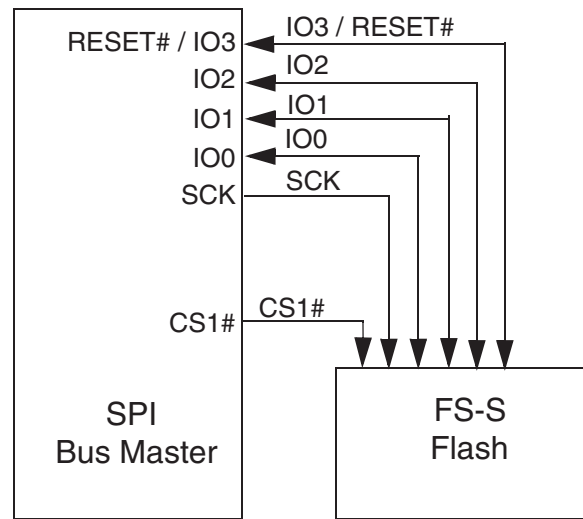 RESET# / IO3
IO3 / RESET#
IO2
IO2
IO1
IO1
IO0
IO0
SCK
SCK
CS1#
CS1#
SPI
Bus Master
FS-S
Flash